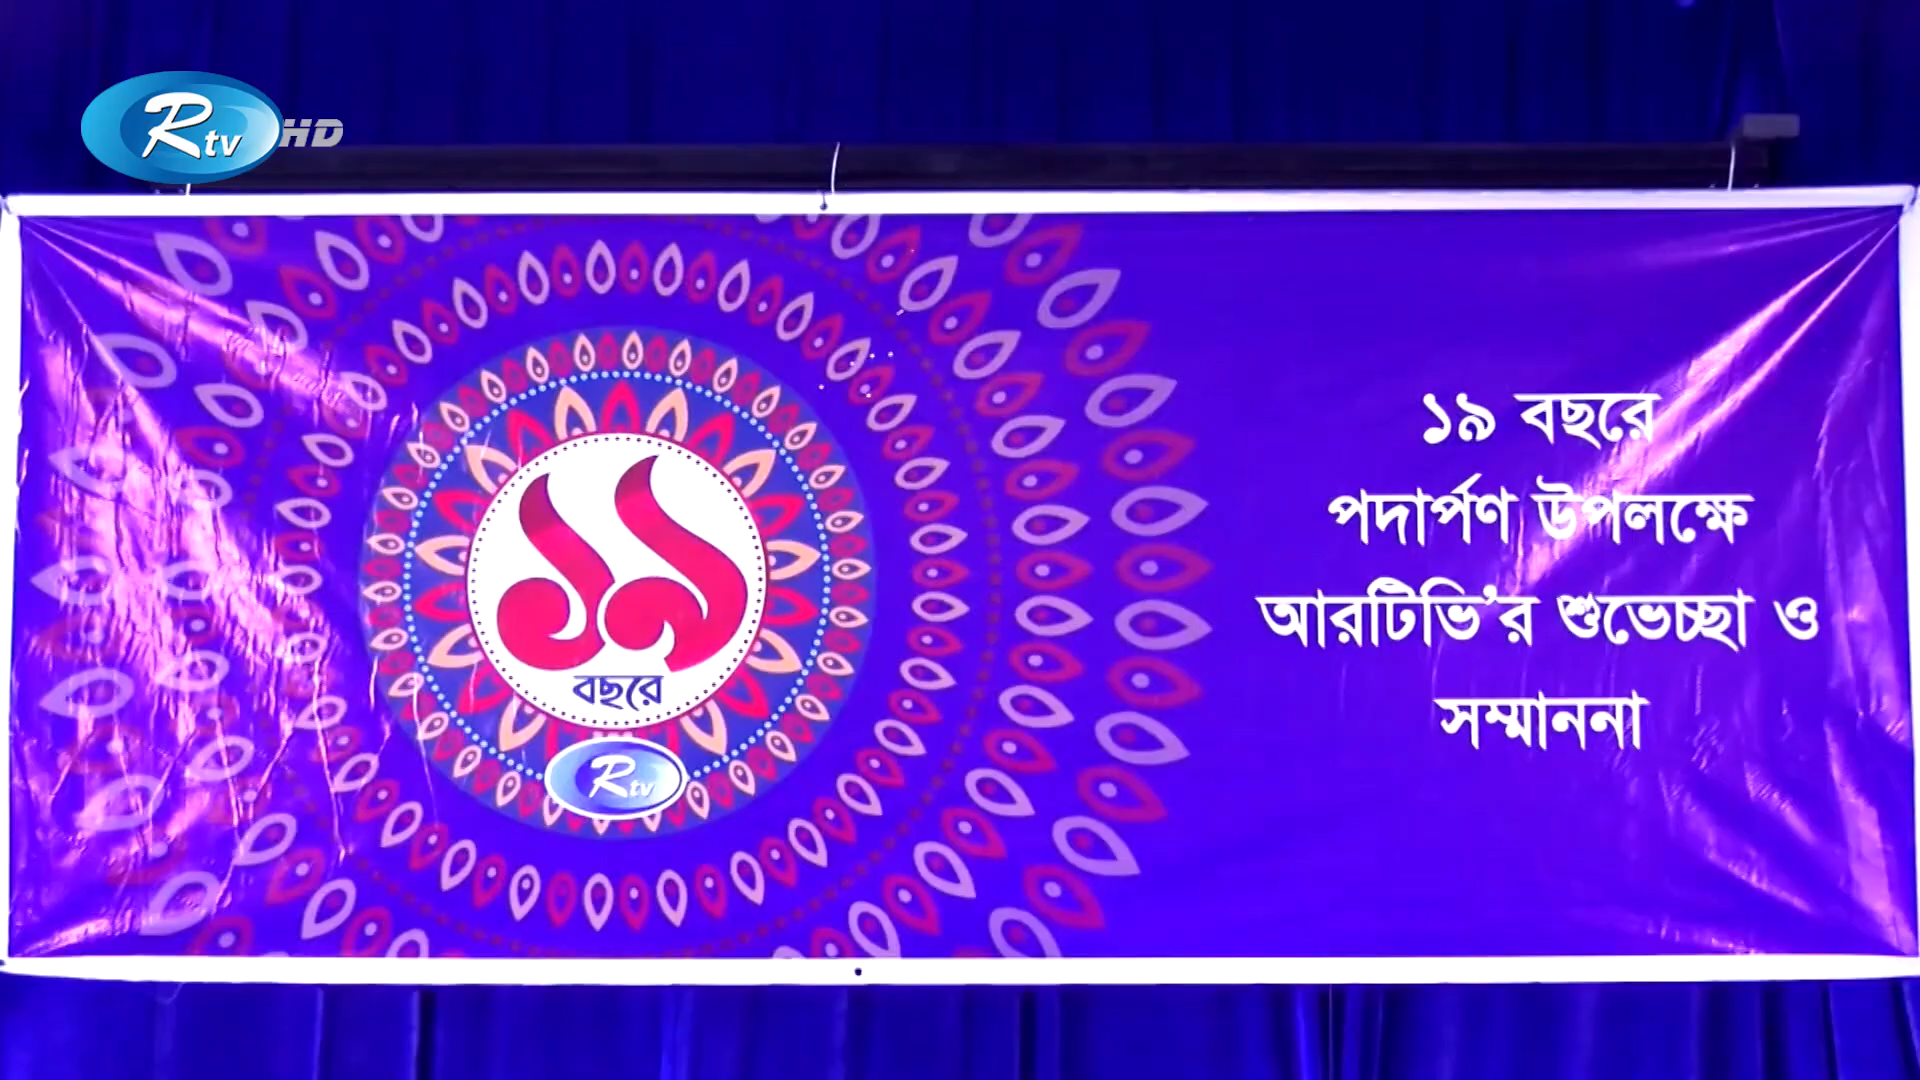 Rtv HD
১৯ বছরে
পদার্পণ উপলক্ষে
আরটিভি'র শুভেচ্ছা ও
সম্মাননা
১৯
বছরে
Rtv